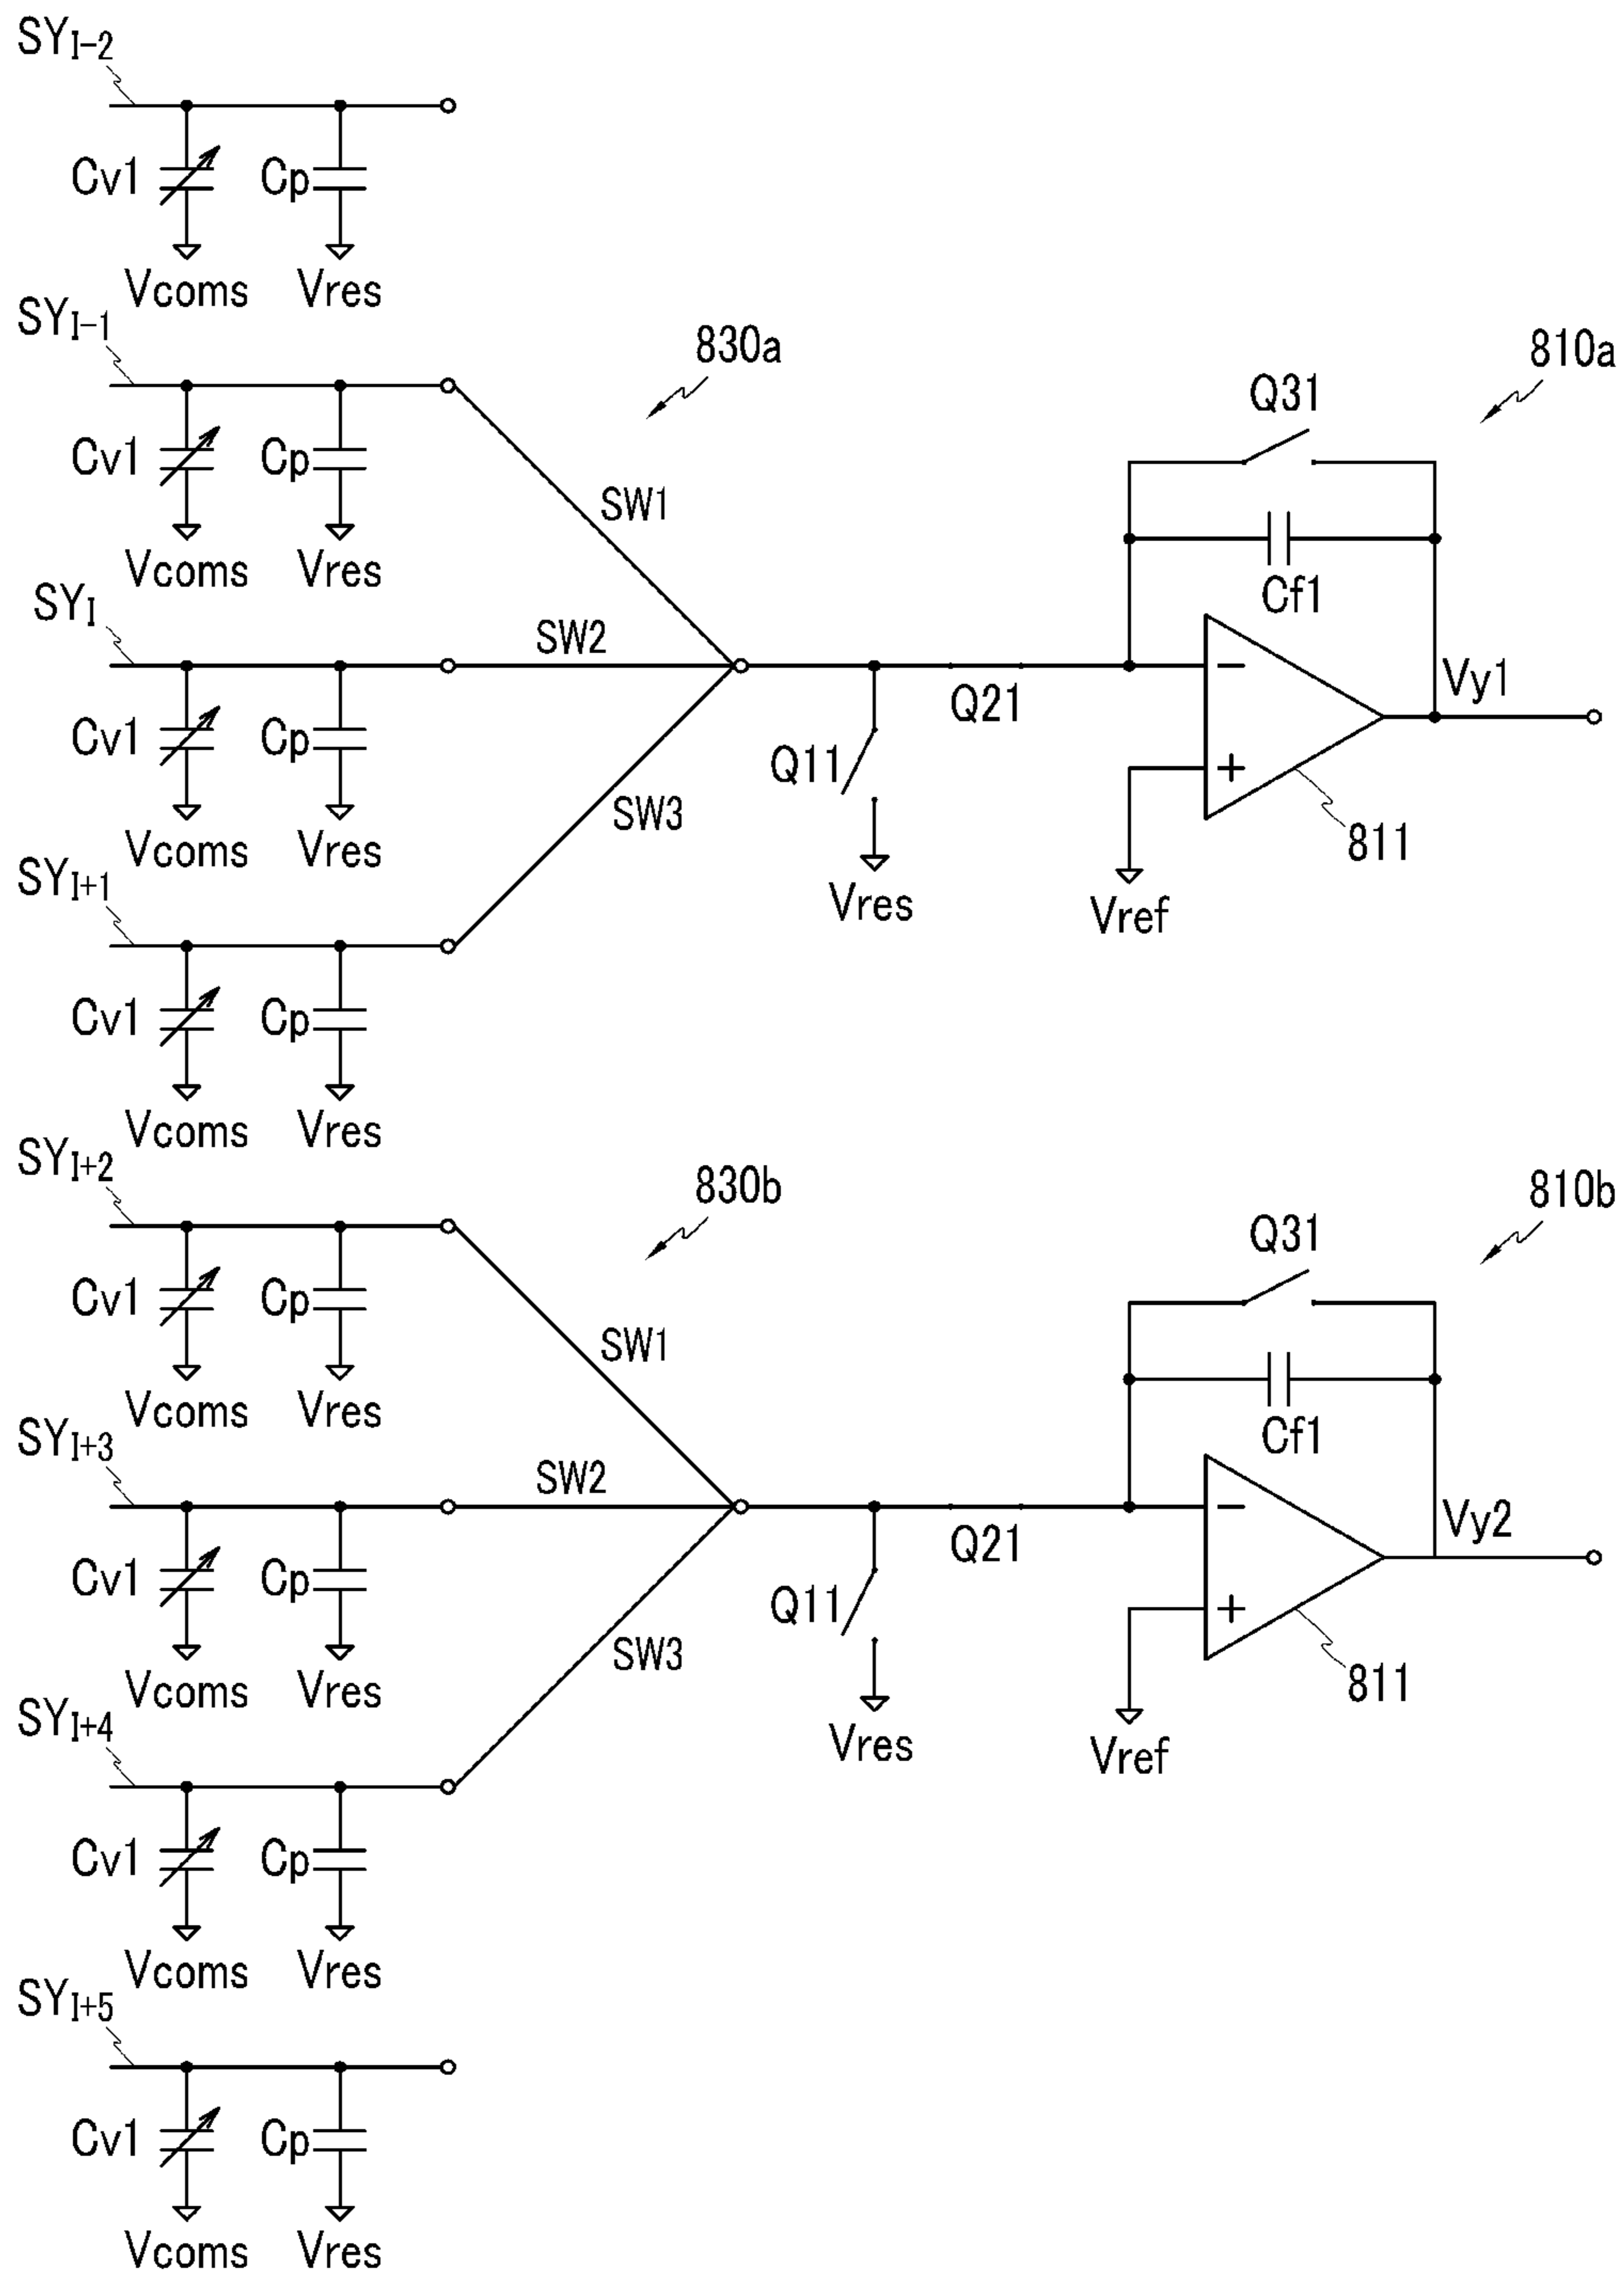 SYI-2
Cv1 Cp
Vcoms Vres
SYI-1
830a
810a
Q31
Cv1 Cp
SW1
Vcoms Vres
Cf1
SYI
SW2
Q21
Vy1
Cv1 Cp
Q11
SW3
811
Vcoms Vres
Vres
Vref
SYI+1
Cv1 Cp
Vcoms Vres
SYI+2
830b
810b
Q31
Cv1 Cp
SW1
Vcoms Vres
Cf1
SYI+3
SW2
Q21
Vy2
Cv1 Cp
Q11
SW3
811
Vcoms Vres
Vres
Vref
SYI+4
Cv1 Cp
Vcoms Vres
SYI+5
Cv1 Cp
Vcoms Vres